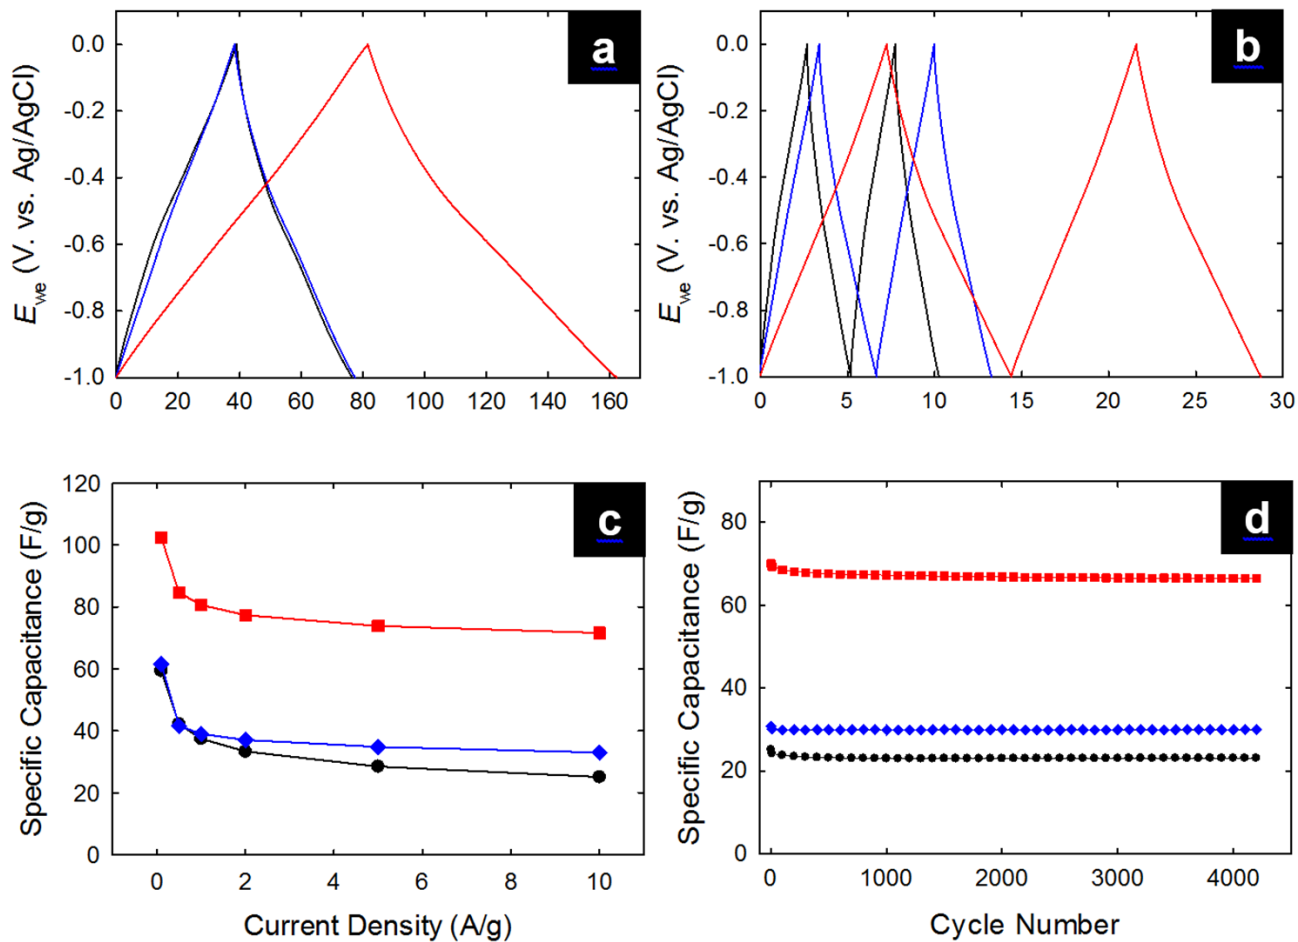 a
E_we (V. vs. Ag/AgCl)
0.0
-0.2
-0.4
-0.6
-0.8
-1.0
0 20 40 60 80 100 120 140 160
b
E_we (V. vs. Ag/AgCl)
0.0
-0.2
-0.4
-0.6
-0.8
-1.0
0 5 10 15 20 25 30
c
Specific Capacitance (F/g)
120
100
80
60
40
20
0
0 2 4 6 8 10
Current Density (A/g)
d
Specific Capacitance (F/g)
80
60
40
20
0
0 1000 2000 3000 4000
Cycle Number